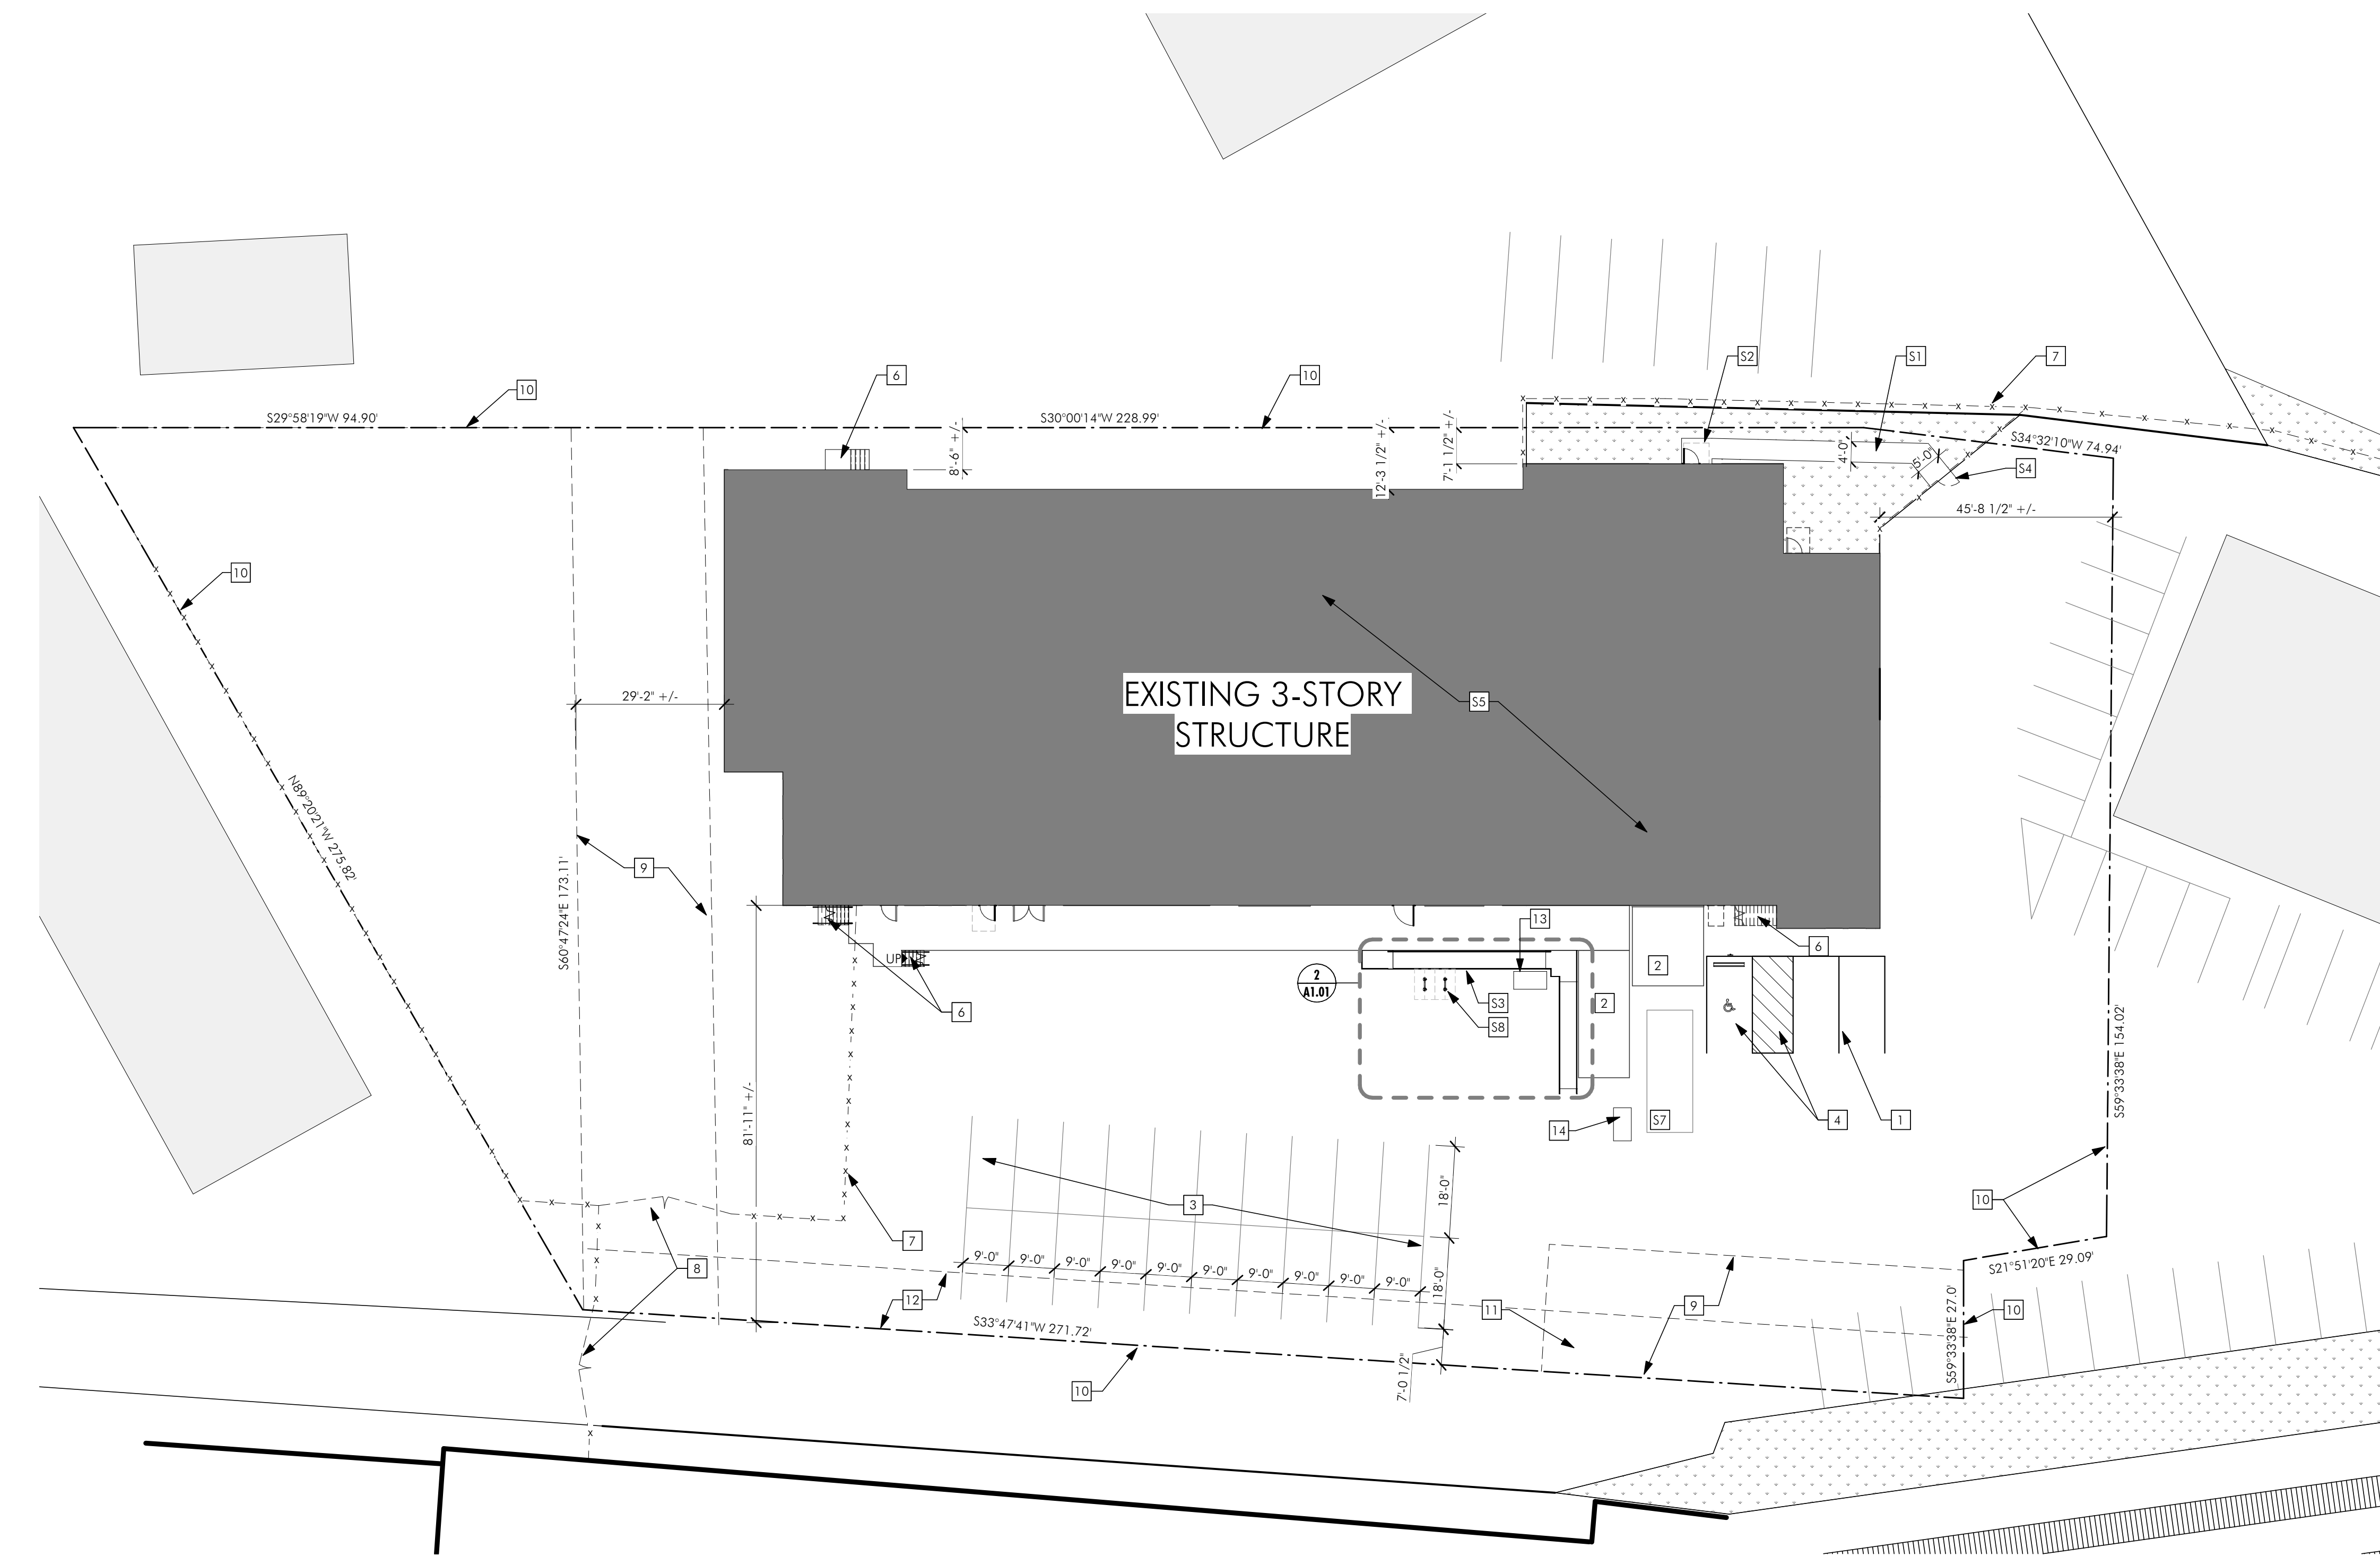 S2
S1
7
6
10
10
S29°58'19"W 94.90'
S30°00'14"W 228.99'
8'-6" +/-
12'-3 1/2" +/-
7'-1 1/2" +/-
4'-0"
5'-0"
S34°32'10"W 74.94'
S4
45'-8 1/2" +/-
10
29'-2" +/-
EXISTING 3-STORY
STRUCTURE
S5
N89°20'21"W 275.82'
S60°47'24"E 173.11'
9
13
6
UP
2
2
A1.01
2
S3
S8
6
81'-11" +/-
S59°33'38"E 154.02'
14
S7
4
1
3
10
18'-0"
7
8
9'-0"
9'-0"
9'-0"
9'-0"
9'-0"
9'-0"
9'-0"
9'-0"
9'-0"
9'-0"
18'-0"
S21°51'20"E 29.09'
12
11
9
10
S59°33'38"E 27.0'
S33°47'41"W 271.72'
7'-0 1/2"
10